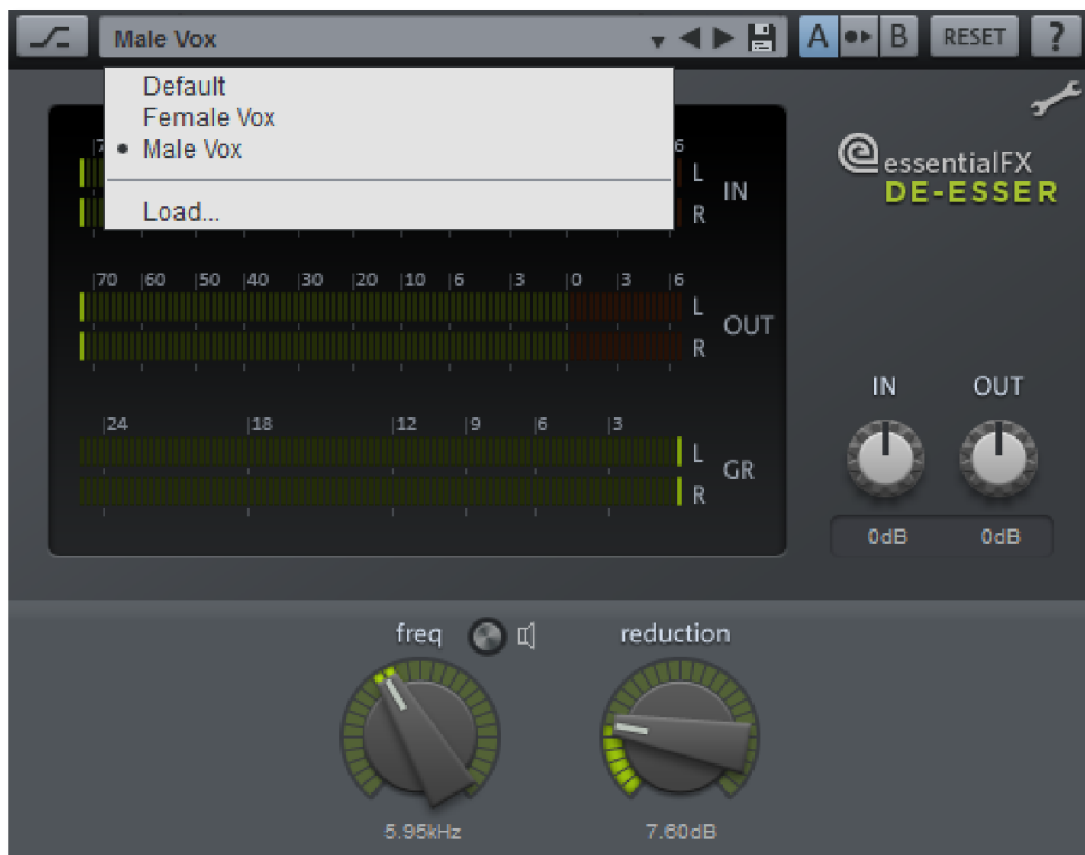 Male Vox A B RESET ?
Default
Female Vox
Male Vox
Load...
6
L
IN
R
essentialFX
DE-ESSER
70 60 50 40 30 20 10 6 3 0 3 6
L
OUT
R
IN OUT
24 18 12 9 6 3
L
GR
R
0dB 0dB
freq reduction
5.95kHz 7.60dB